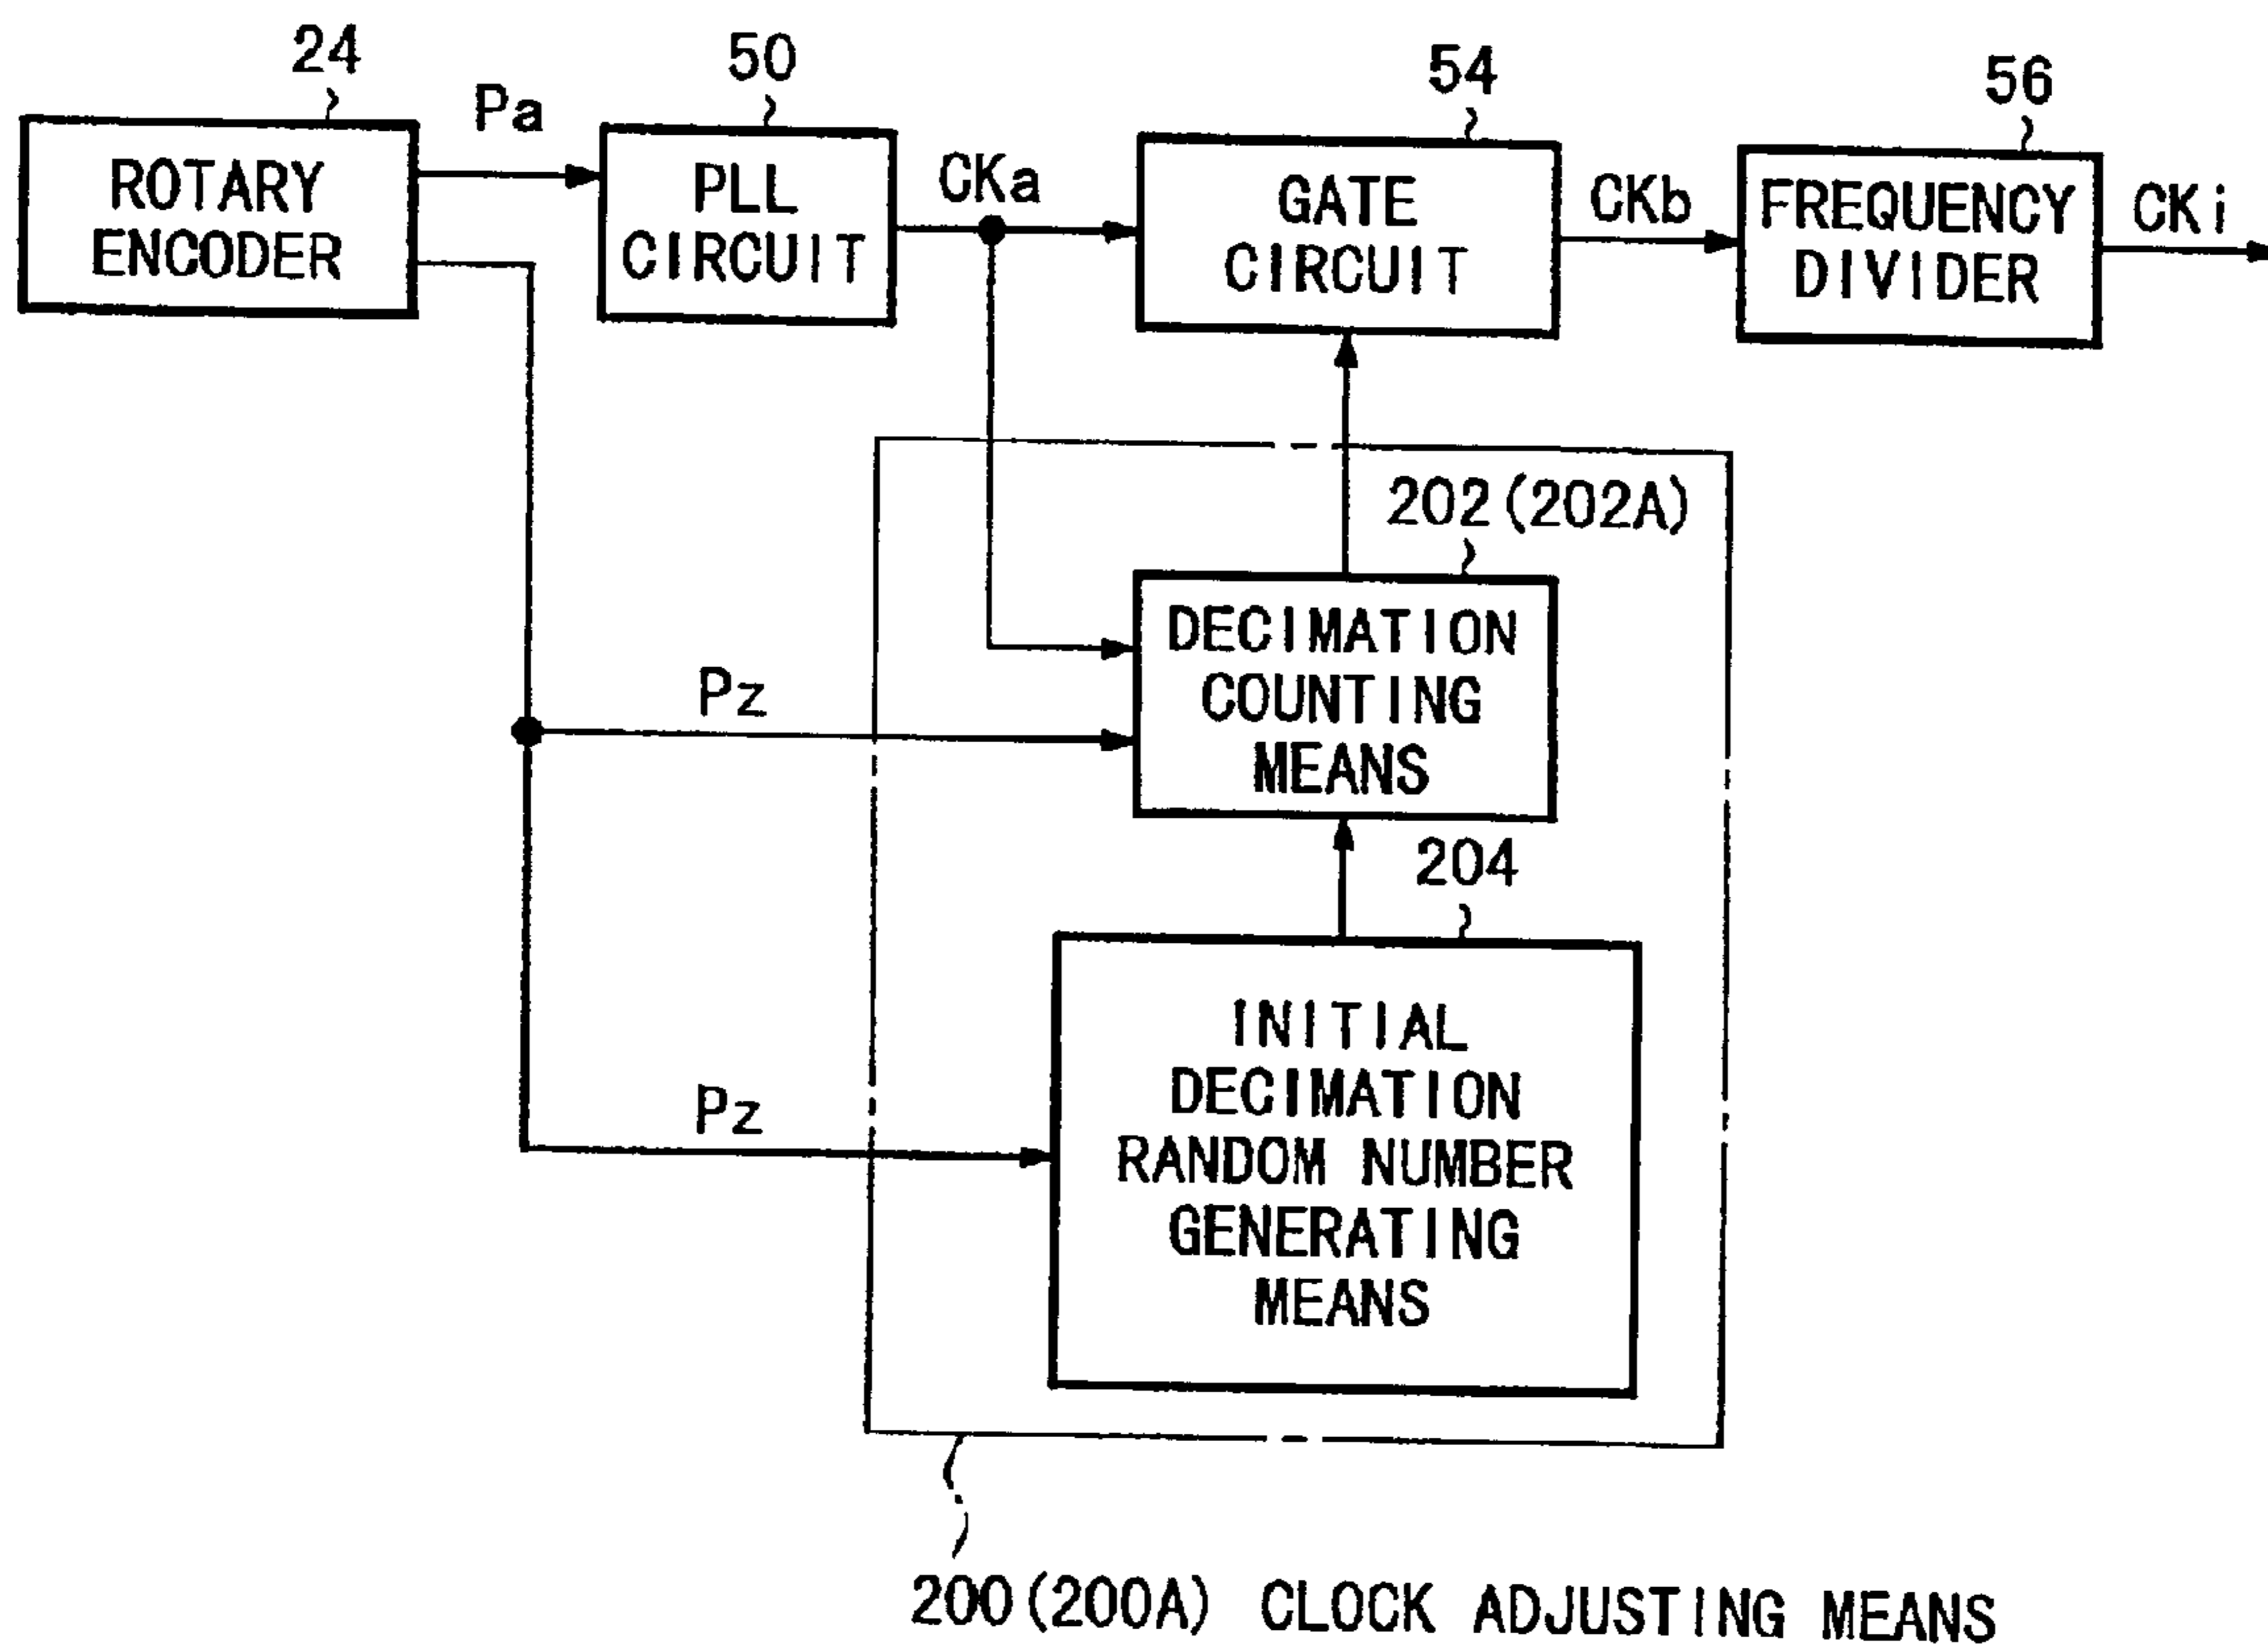 24
50
54
56
Pa
CKa
CKb
CKi
ROTARY
ENCODER
PLL
CIRCUIT
GATE
CIRCUIT
FREQUENCY
DIVIDER
202(202A)
DECIMATION
COUNTING
MEANS
Pz
204
INITIAL
DECIMATION
RANDOM NUMBER
GENERATING
MEANS
Pz
200(200A) CLOCK ADJUSTING MEANS